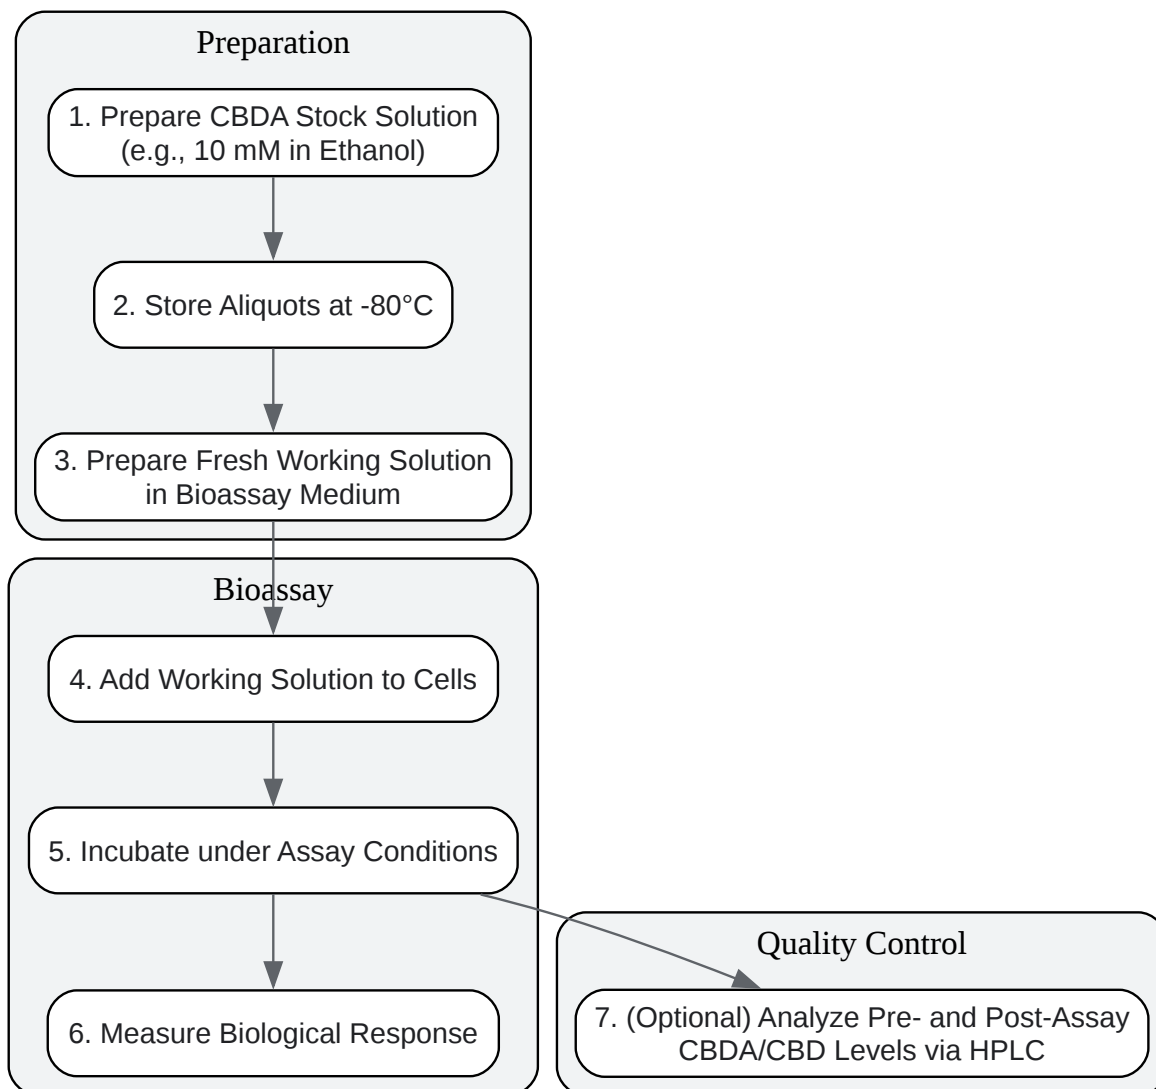 Preparation
1. Prepare CBDA Stock Solution
(e.g., 10 mM in Ethanol)
2. Store Aliquots at -80°C
3. Prepare Fresh Working Solution
in Bioassay Medium
Bioassay
4. Add Working Solution to Cells
5. Incubate under Assay Conditions
6. Measure Biological Response
Quality Control
7. (Optional) Analyze Pre- and Post-Assay
CBDA/CBD Levels via HPLC